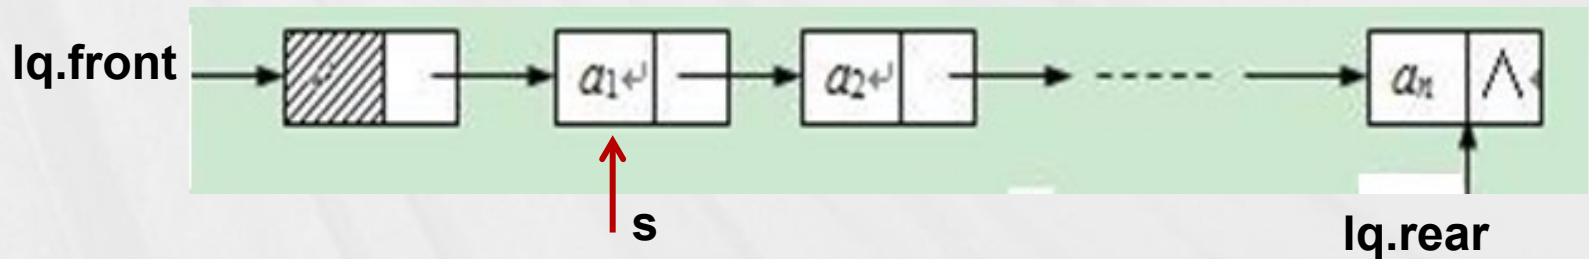 lq.front a₁↵ a₂↵ aₙ ∧
s
lq.rear